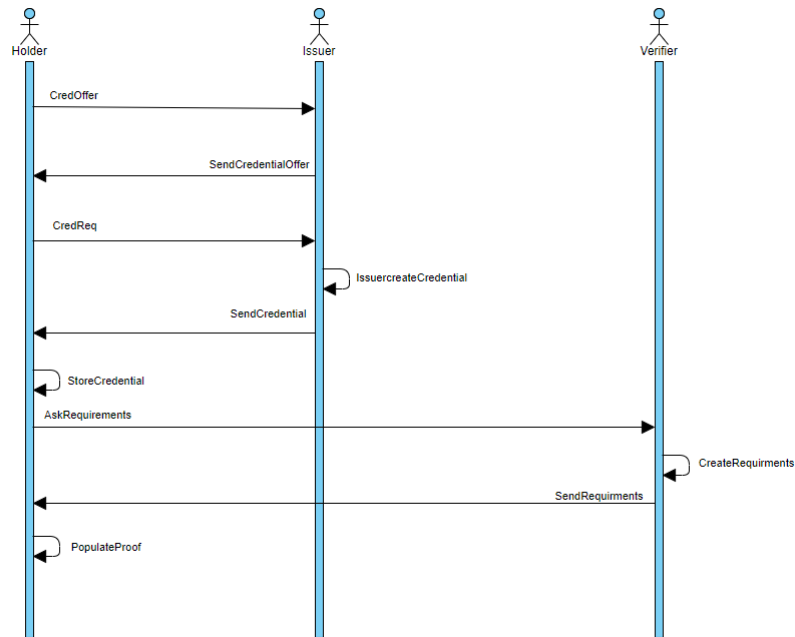 Holder
Issuer
Verifier
CredOffer
SendCredentialOffer
CredReq
IssuercreateCredential
SendCredential
StoreCredential
AskRequirements
CreateRequirments
SendRequirments
PopulateProof